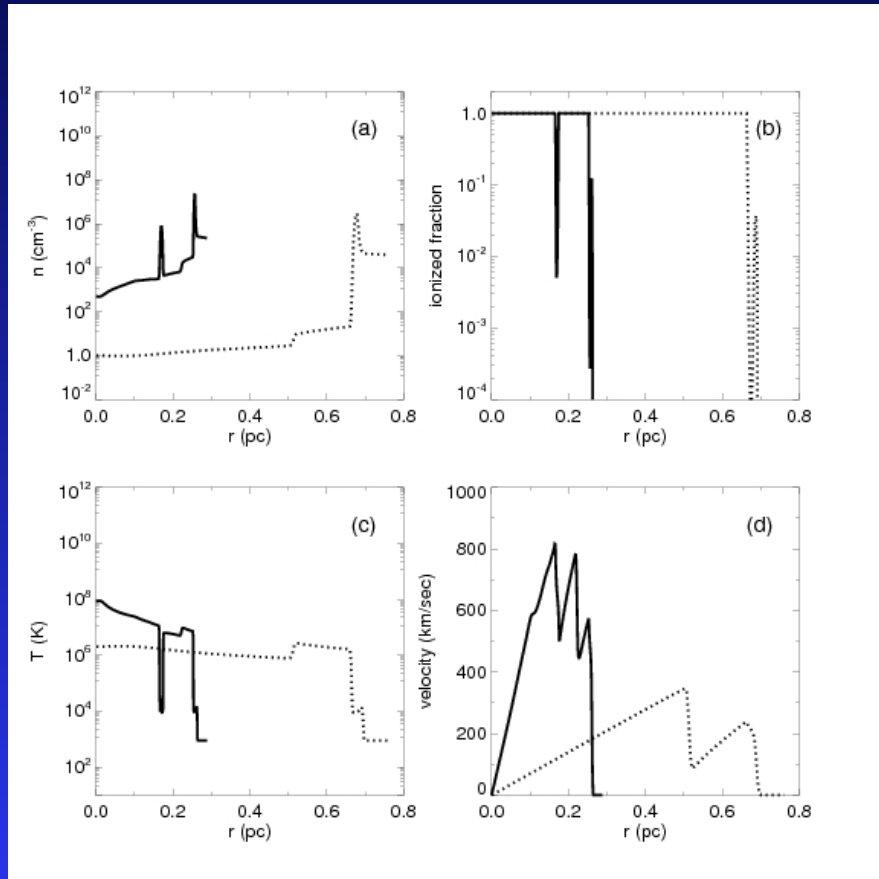 (a)
n (cm⁻³)
10¹²
10¹⁰
10⁸
10⁶
10⁴
10²
1.0
10⁻²
0.0 0.2 0.4 0.6 0.8
r (pc)
(b)
ionized fraction
1.0
10⁻¹
10⁻²
10⁻³
10⁻⁴
0.0 0.2 0.4 0.6 0.8
r (pc)
(c)
T (K)
10¹²
10¹⁰
10⁸
10⁶
10⁴
10²
0.0 0.2 0.4 0.6 0.8
r (pc)
(d)
velocity (km/sec)
1000
800
600
400
200
0
0.0 0.2 0.4 0.6 0.8
r (pc)